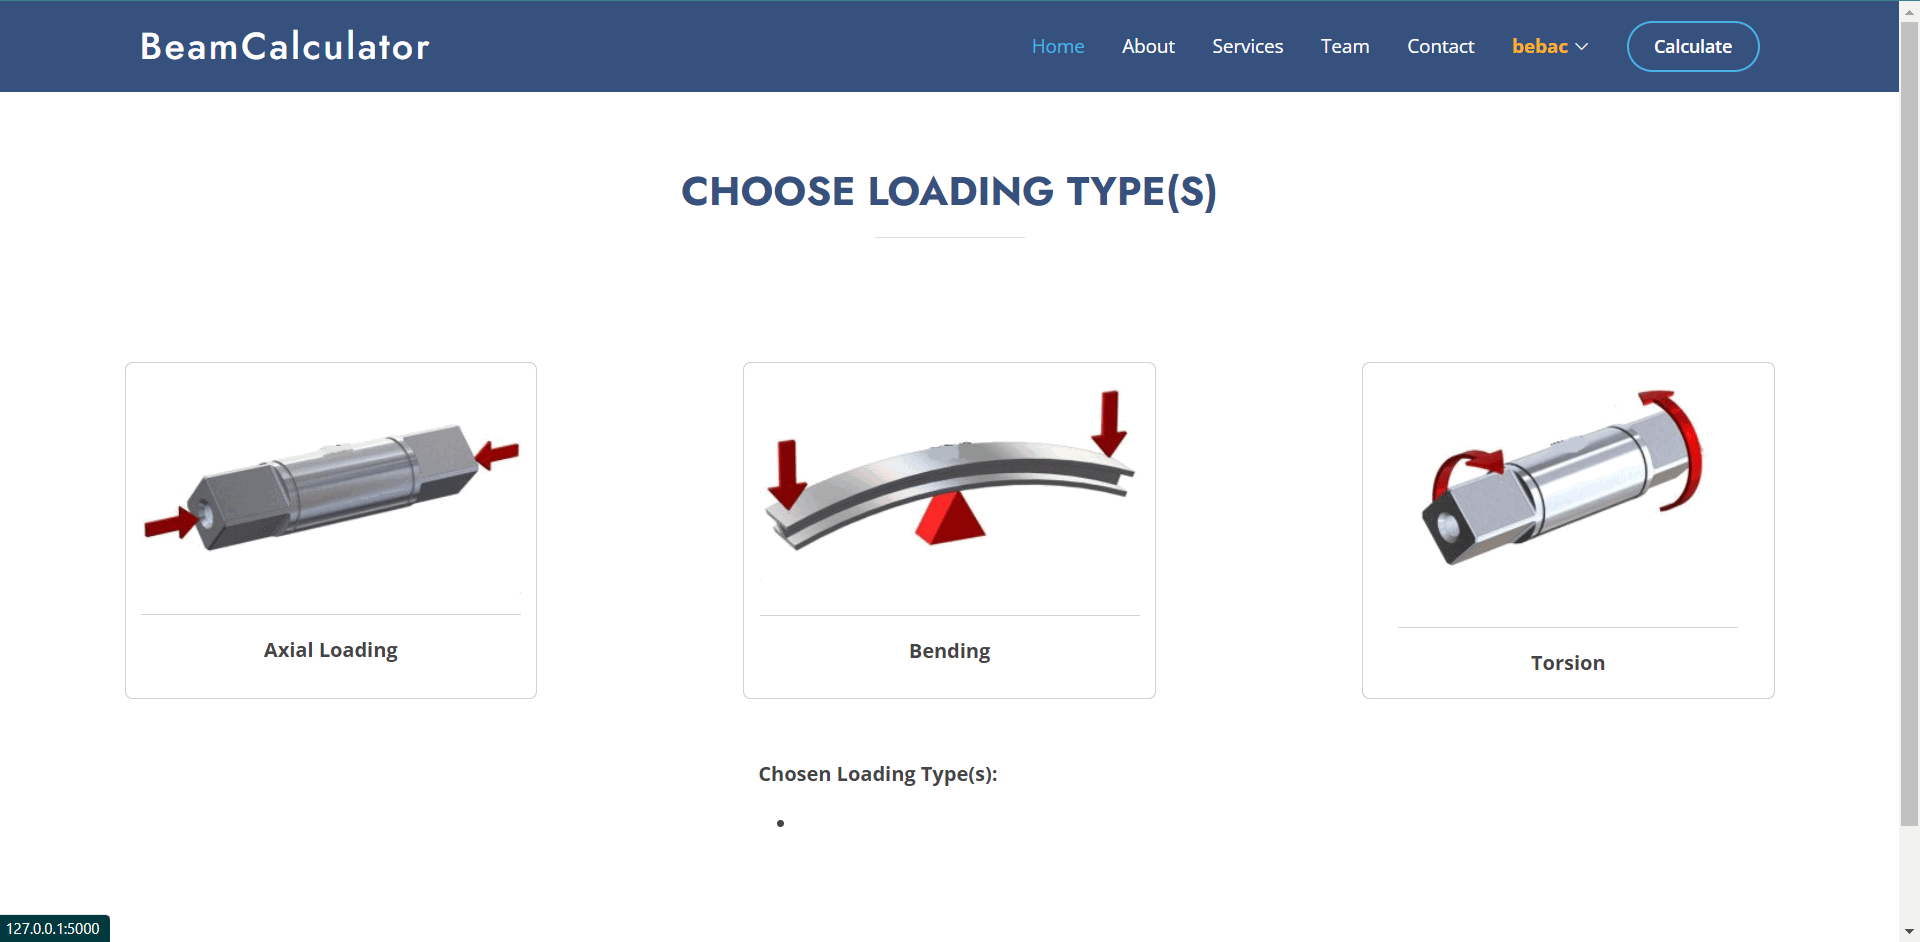 BeamCalculator
Home About Services Team Contact bebac Calculate
CHOOSE LOADING TYPE(S)
Axial Loading
Bending
Torsion
Chosen Loading Type(s):
127.0.0.1:5000